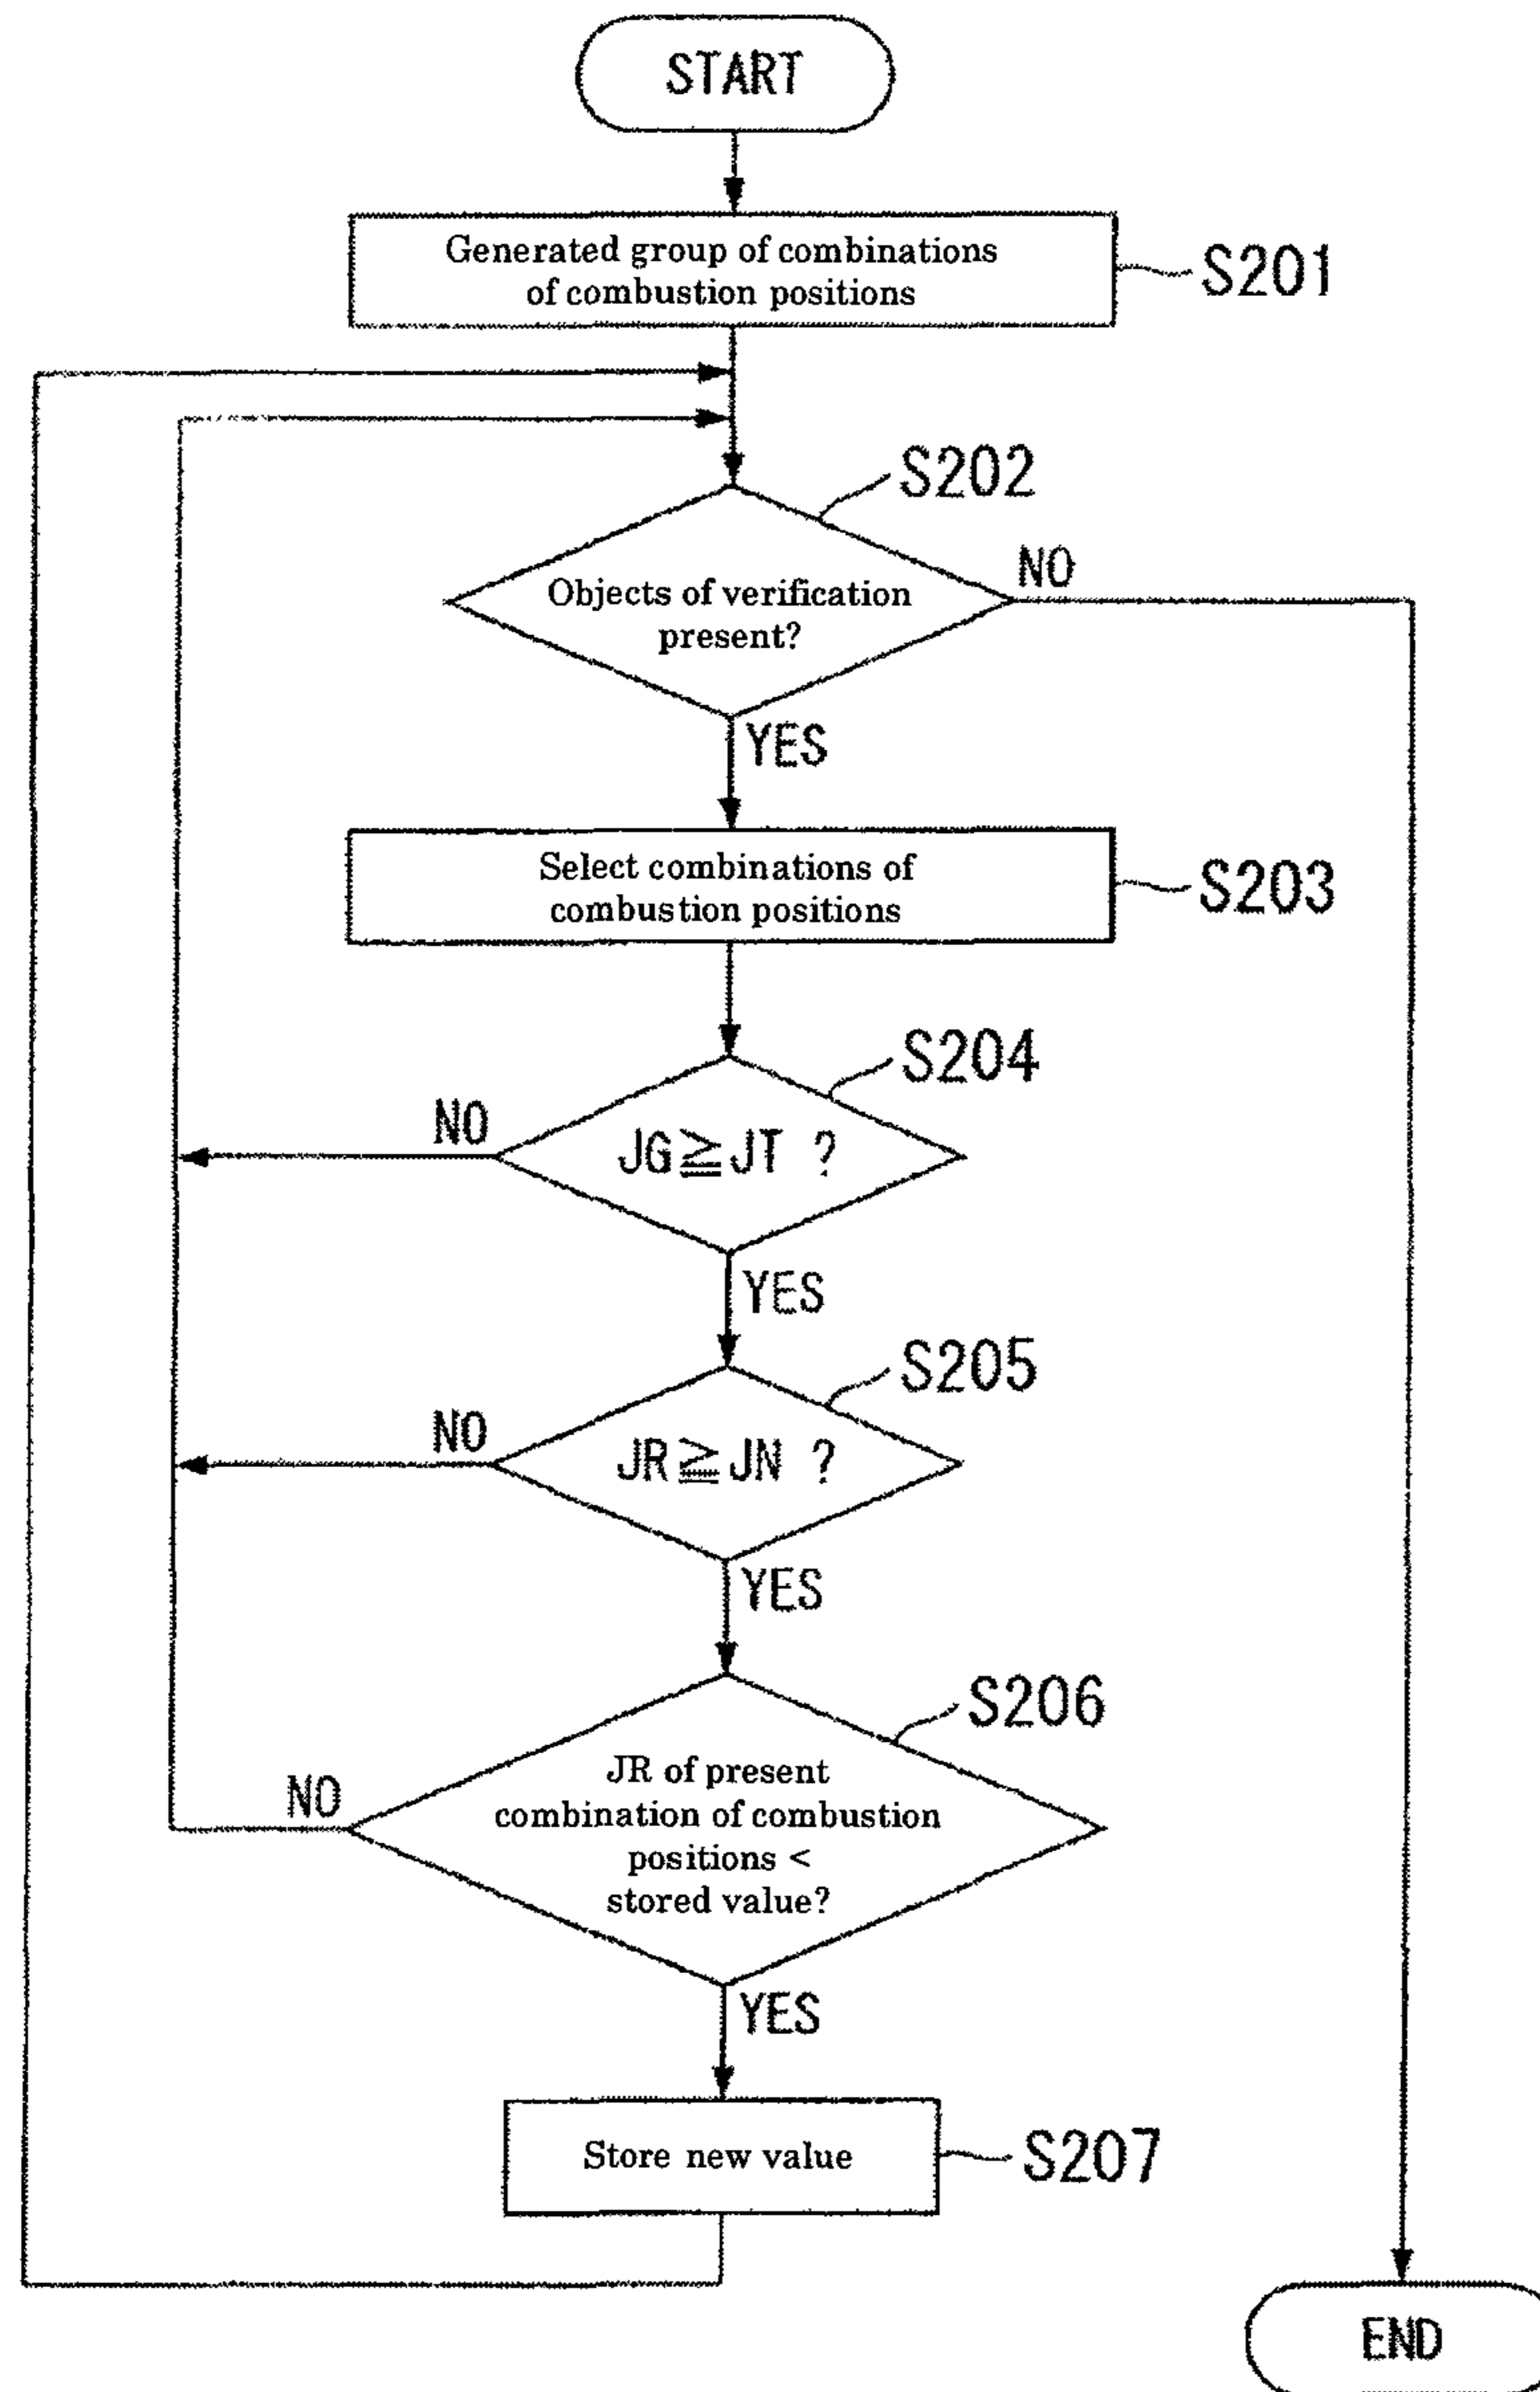 START
Generated group of combinations
of combustion positions
S201
S202
Objects of verification
present?
NO
YES
Select combinations of
combustion positions
S203
S204
JG≧JT ?
NO
YES
S205
JR≧JN ?
NO
YES
S206
JR of present
combination of combustion
positions <
stored value?
NO
YES
Store new value
S207
END